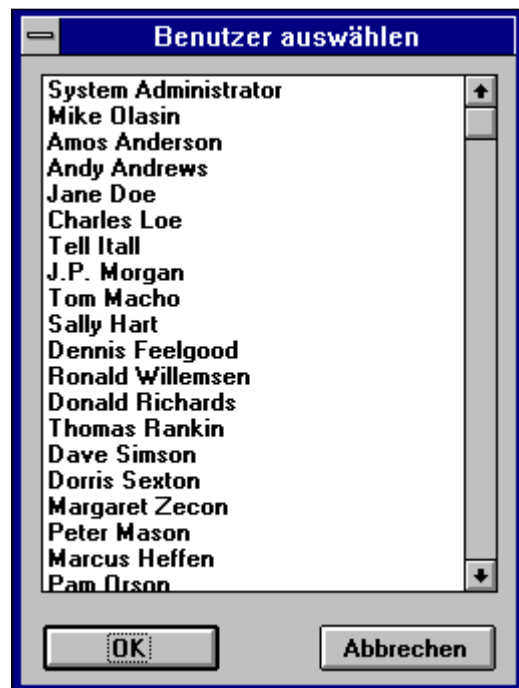 Benutzer auswählen
System Administrator
Mike Olasin
Amos Anderson
Andy Andrews
Jane Doe
Charles Loe
Tell Itall
J.P. Morgan
Tom Macho
Sally Hart
Dennis Feelgood
Ronald Willemsen
Donald Richards
Thomas Rankin
Dave Simson
Dorris Sexton
Margaret Zecon
Peter Mason
Marcus Heffen
Pam Orson
OK Abbrechen